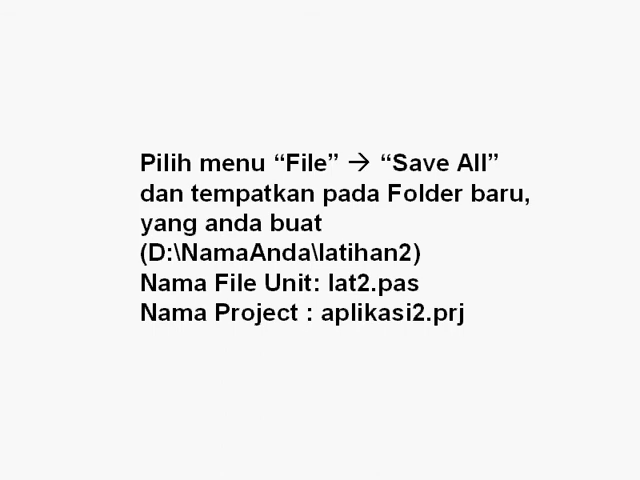 Pilih menu “File” → “Save All”
dan tempatkan pada Folder baru,
yang anda buat
(D:\NamaAnda\latihan2)
Nama File Unit: lat2.pas
Nama Project : aplikasi2.prj